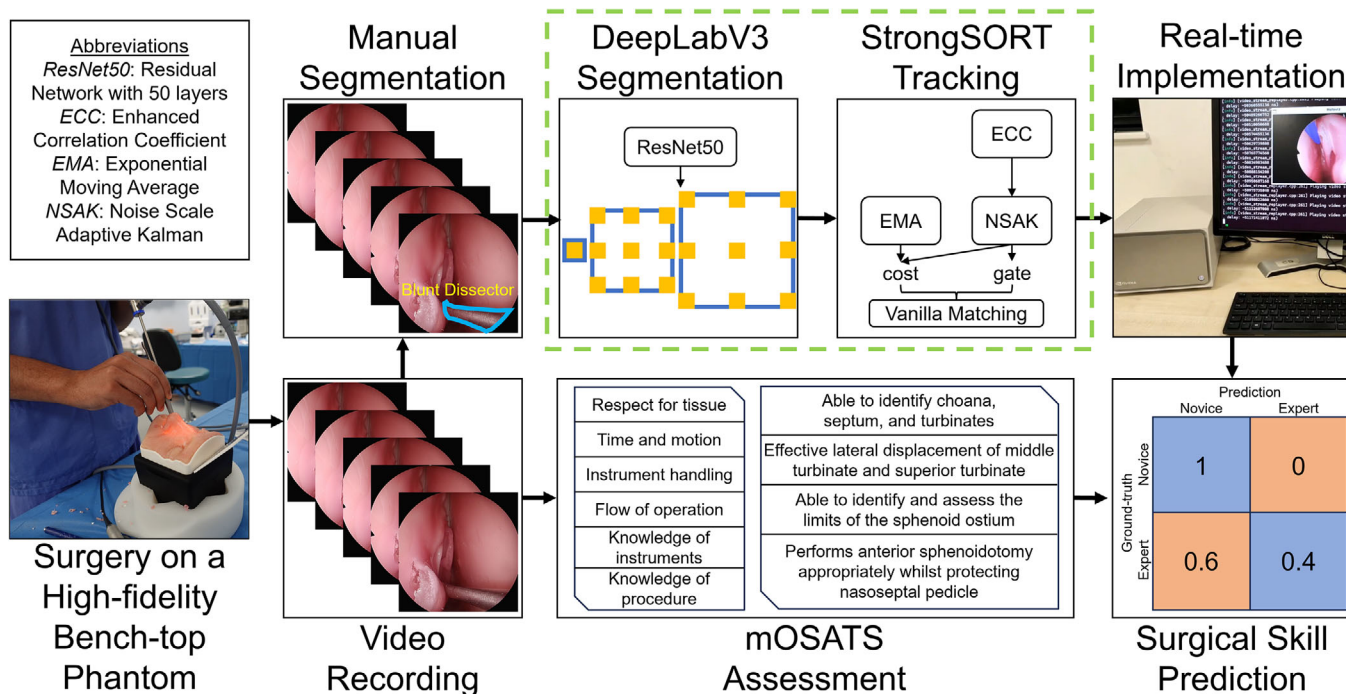 Abbreviations
ResNet50: Residual
Network with 50 layers
ECC: Enhanced
Correlation Coefficient
EMA: Exponential
Moving Average
NSAK: Noise Scale
Adaptive Kalman
Manual
Segmentation
Blunt Dissector
DeepLabV3
Segmentation
ResNet50
StrongSORT
Tracking
ECC
EMA
NSAK
cost
gate
Vanilla Matching
Real-time
Implementation
Surgery on a
High-fidelity
Bench-top
Phantom
Video
Recording
Respect for tissue
Time and motion
Instrument handling
Flow of operation
Knowledge of
instruments
Knowledge of
procedure
Able to identify choana,
septum, and turbinates
Effective lateral displacement of middle
turbinate and superior turbinate
Able to identify and assess the
limits of the sphenoid ostium
Performs anterior sphenoidotomy
appropriately whilst protecting
nasoseptal pedicle
mOSATS
Assessment
Prediction
Novice Expert
Ground-truth
Novice
1 0
Expert
0.6 0.4
Surgical Skill
Prediction